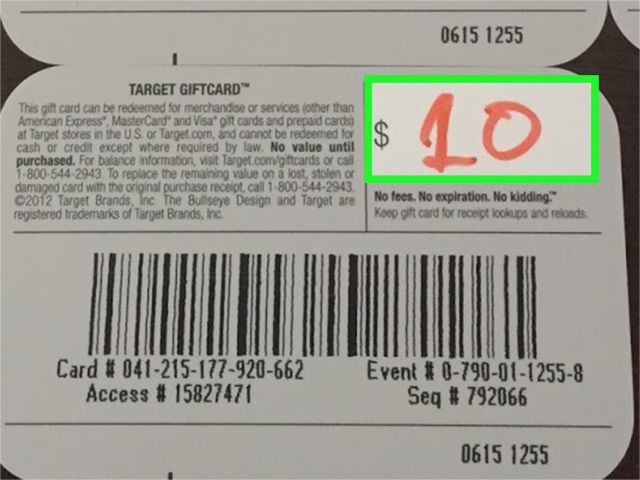 0615 1255
TARGET GIFTCARD™
This gift card can be redeemed for merchandise or services (other than
American Express®, MasterCard® and Visa® gift cards and prepaid cards)
at Target stores in the U.S. or Target.com, and cannot be redeemed for
cash or credit except where required by law. No value until
purchased. For balance information, visit Target.com/giftcards or call
1-800-544-2943. To replace the remaining value on a lost, stolen or
damaged card with the original purchase receipt, call 1-800-544-2943.
©2012 Target Brands, Inc. The Bullseye Design and Target are
registered trademarks of Target Brands, Inc.
$ 10
No fees. No expiration. No kidding.™
Keep gift card for receipt lookups and reloads.
Card # 041-215-177-920-662
Event # 0-790-01-1255-8
Access # 15827471
Seq # 792066
0615 1255